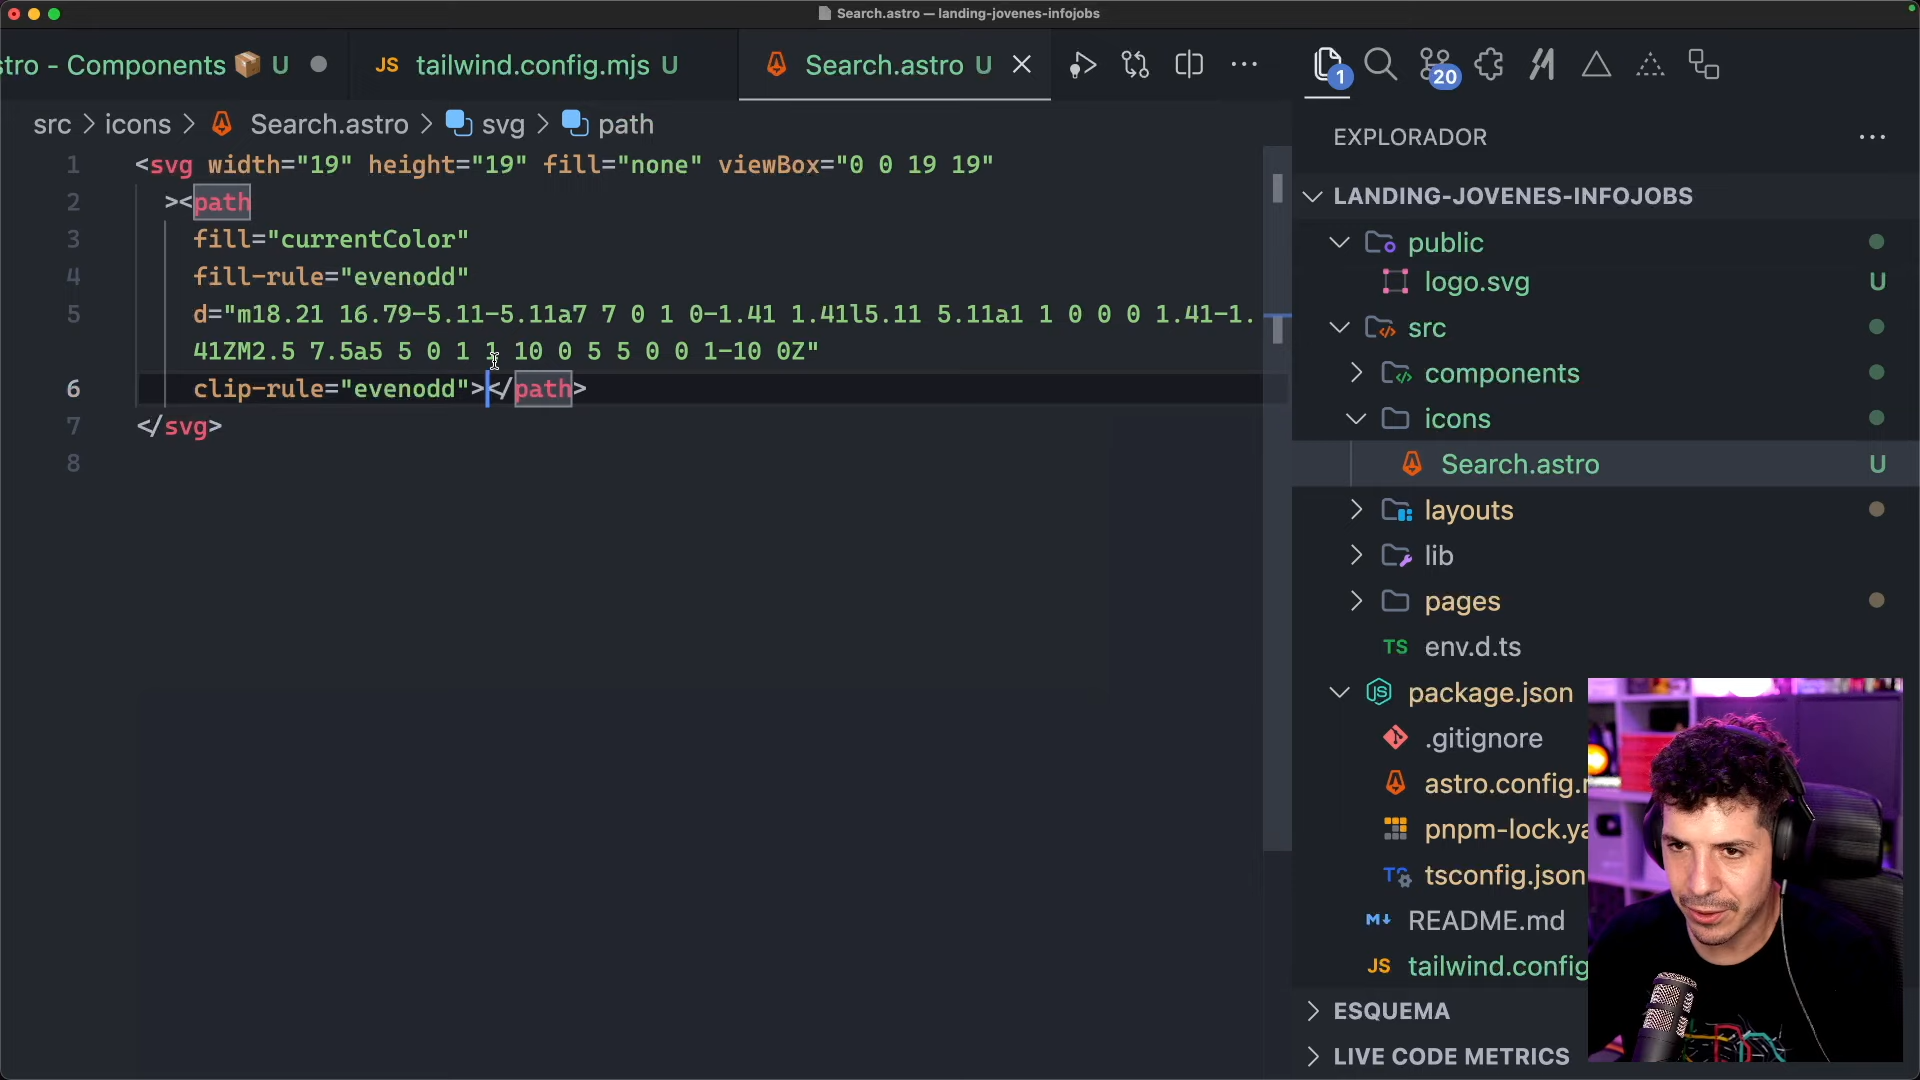 Search.astro — landing-jovenes-infojobs
stro - Components 📦 U
JS tailwind.config.mjs U
Search.astro U
1
20
src > icons > Search.astro > svg > path
EXPLORADOR
1 <svg width="19" height="19" fill="none" viewBox="0 0 19 19"
2 ><path
3 fill="currentColor"
4 fill-rule="evenodd"
5 d="m18.21 16.79-5.11-5.11a7 7 0 1 0-1.41 1.41l5.11 5.11a1 1 0 0 0 1.41-1.
41ZM2.5 7.5a5 5 0 1 1 10 0 5 5 0 0 1-10 0Z"
6 clip-rule="evenodd"></path>
7 </svg>
8
LANDING-JOVENES-INFOJOBS
public
logo.svg U
src
components
icons
Search.astro U
layouts
lib
pages
TS env.d.ts
package.json
.gitignore
astro.config.
pnpm-lock.ya
tsconfig.json
README.md
JS tailwind.config
ESQUEMA
LIVE CODE METRICS